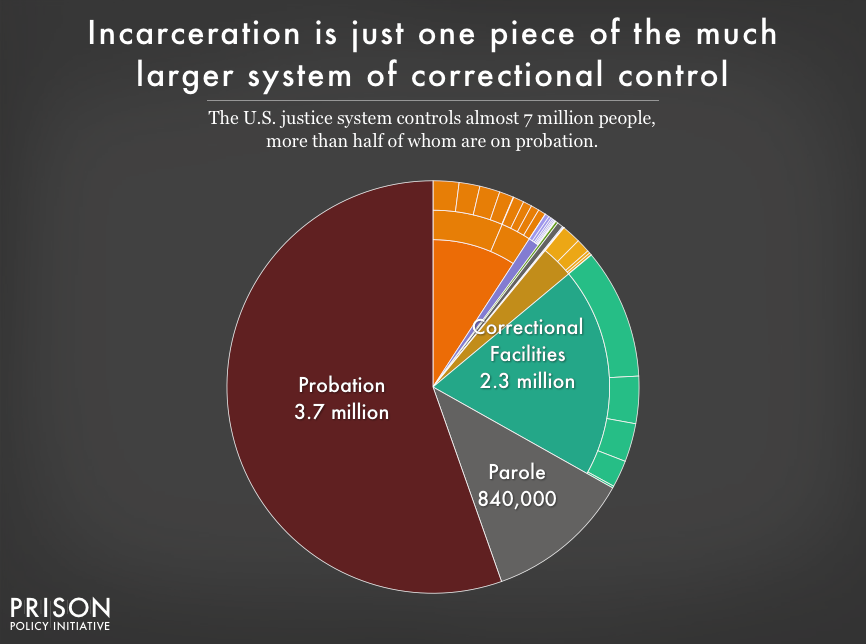 Incarceration is just one piece of the much
larger system of correctional control
The U.S. justice system controls almost 7 million people,
more than half of whom are on probation.
Correctional
Facilities
2.3 million
Probation
3.7 million
Parole
840,000
PRISON
POLICY INITIATIVE